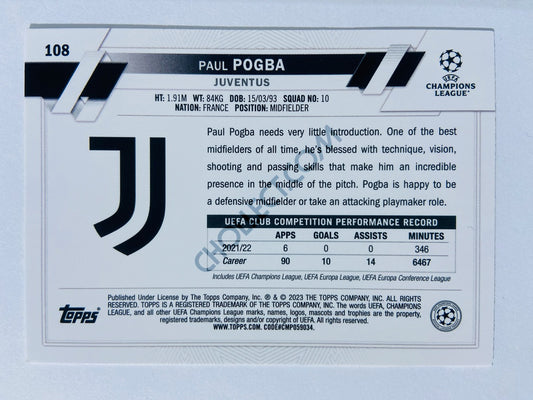 108
PAUL POGBA
JUVENTUS
UEFA
CHAMPIONS
LEAGUE
HT: 1.91M WT: 84KG DOB: 15/03/93 SQUAD NO: 10
NATION: FRANCE POSITION: MIDFIELDER
Paul Pogba needs very little introduction. One of the best
midfielders of all time, he's blessed with technique, vision,
shooting and passing skills that make him an incredible
presence in the middle of the pitch. Pogba is happy to be
a defensive midfielder or take an attacking playmaker role.
UEFA CLUB COMPETITION PERFORMANCE RECORD
APPS GOALS ASSISTS MINUTES
2021/22 6 0 0 346
Career 90 10 14 6467
Includes UEFA Champions League, UEFA Europa League, UEFA Europa Conference League
CHOLLECT.COM
Topps
Published Under License by The Topps Company, Inc. ® & © 2023 THE TOPPS COMPANY, INC. ALL RIGHTS
RESERVED. TOPPS IS A REGISTERED TRADEMARK OF THE TOPPS COMPANY, INC. The words UEFA, CHAMPIONS
LEAGUE, and all other UEFA Champions League marks, names, logos, mascots and trophies are the property,
registered trademarks, designs and/or copyright of UEFA. All rights reserved.
WWW.TOPPS.COM. CODE#CMP059034.